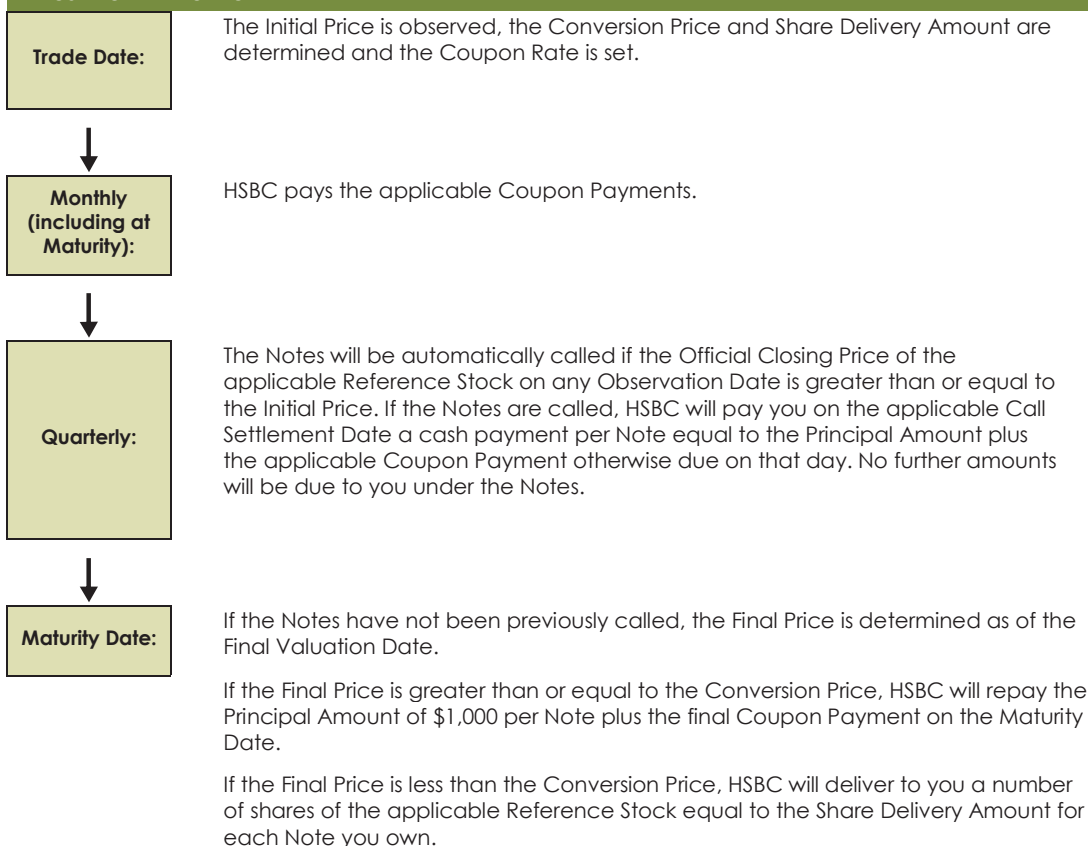 Trade Date:
The Initial Price is observed, the Conversion Price and Share Delivery Amount are
determined and the Coupon Rate is set.
Monthly
(including at
Maturity):
HSBC pays the applicable Coupon Payments.
Quarterly:
The Notes will be automatically called if the Official Closing Price of the
applicable Reference Stock on any Observation Date is greater than or equal to
the Initial Price. If the Notes are called, HSBC will pay you on the applicable Call
Settlement Date a cash payment per Note equal to the Principal Amount plus
the applicable Coupon Payment otherwise due on that day. No further amounts
will be due to you under the Notes.
Maturity Date:
If the Notes have not been previously called, the Final Price is determined as of the
Final Valuation Date.
If the Final Price is greater than or equal to the Conversion Price, HSBC will repay the
Principal Amount of $1,000 per Note plus the final Coupon Payment on the Maturity
Date.
If the Final Price is less than the Conversion Price, HSBC will deliver to you a number
of shares of the applicable Reference Stock equal to the Share Delivery Amount for
each Note you own.